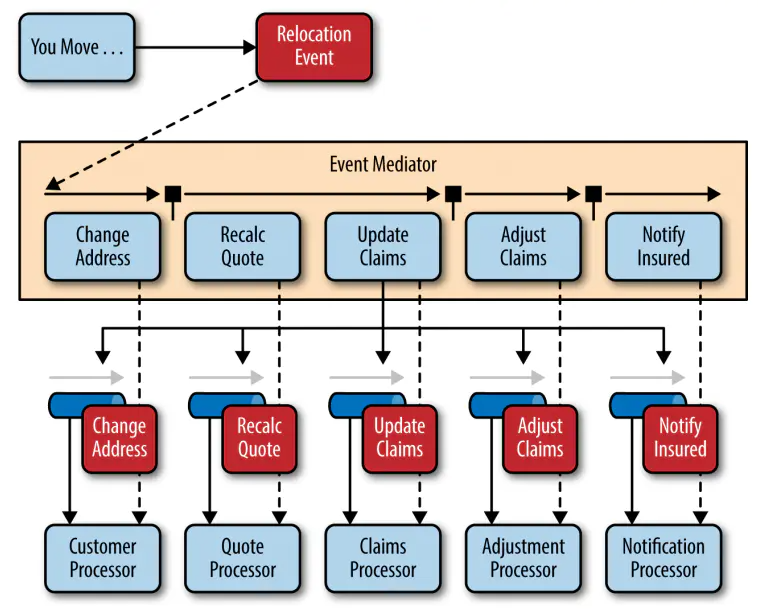 You Move . . .
Relocation
Event
Event Mediator
Change
Address
Recalc
Quote
Update
Claims
Adjust
Claims
Notify
Insured
Change
Address
Recalc
Quote
Update
Claims
Adjust
Claims
Notify
Insured
Customer
Processor
Quote
Processor
Claims
Processor
Adjustment
Processor
Notification
Processor